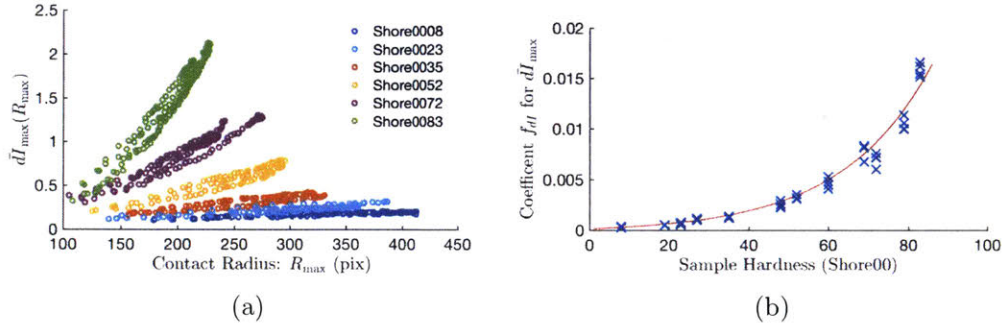 2.5
2
1.5
1
0.5
0
100 150 200 250 300 350 400 450
d̄I_max(R_max)
Contact Radius: R_max (pix)
Shore0008
Shore0023
Shore0035
Shore0052
Shore0072
Shore0083
(a)
0.02
0.015
0.01
0.005
0
0 20 40 60 80 100
Coefficent f_dI for d̄I_max
Sample Hardness (Shore00)
(b)